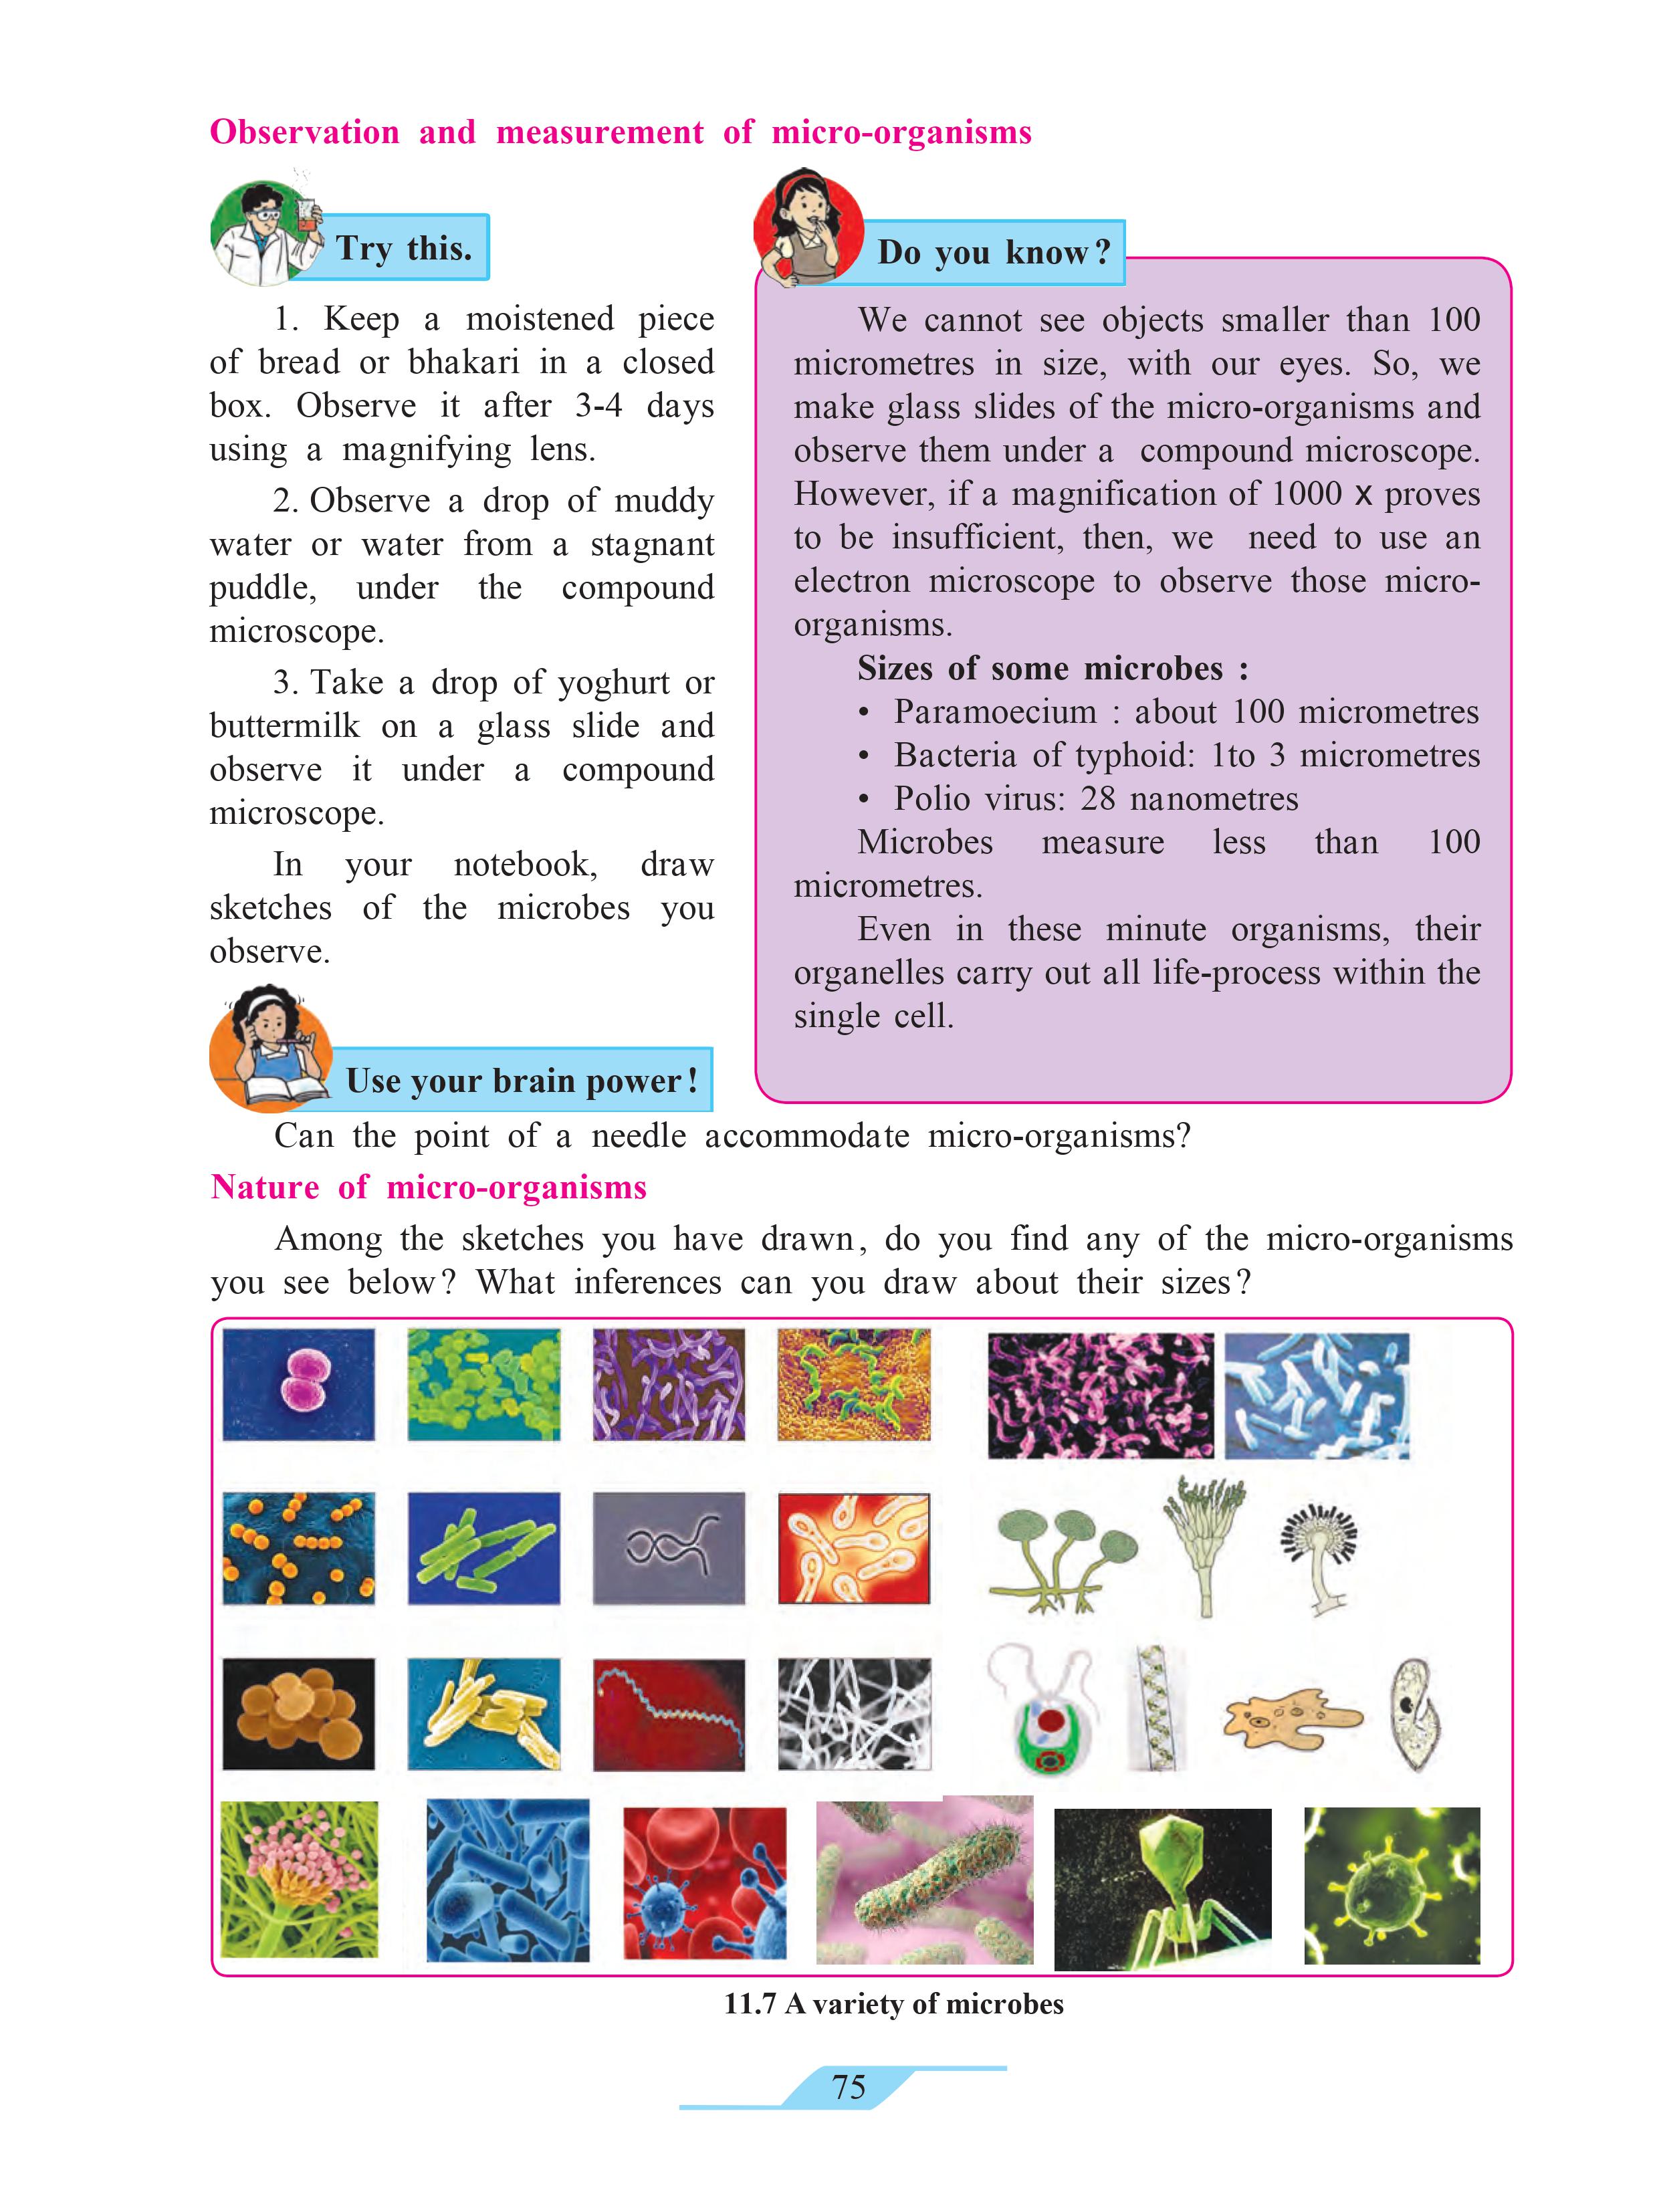 Observation and measurement of micro-organisms
Try this.
1. Keep a moistened piece
of bread or bhakari in a closed
box. Observe it after 3-4 days
using a magnifying lens.
2. Observe a drop of muddy
water or water from a stagnant
puddle, under the compound
microscope.
3. Take a drop of yoghurt or
buttermilk on a glass slide and
observe it under a compound
microscope.
In your notebook, draw
sketches of the microbes you
observe.
Do you know?
We cannot see objects smaller than 100
micrometres in size, with our eyes. So, we
make glass slides of the micro-organisms and
observe them under a compound microscope.
However, if a magnification of 1000 x proves
to be insufficient, then, we need to use an
electron microscope to observe those micro-
organisms.
Sizes of some microbes :
• Paramoecium : about 100 micrometres
• Bacteria of typhoid: 1to 3 micrometres
• Polio virus: 28 nanometres
Microbes measure less than 100
micrometres.
Even in these minute organisms, their
organelles carry out all life-process within the
single cell.
Use your brain power!
Can the point of a needle accommodate micro-organisms?
Nature of micro-organisms
Among the sketches you have drawn, do you find any of the micro-organisms
you see below? What inferences can you draw about their sizes?
11.7 A variety of microbes
75